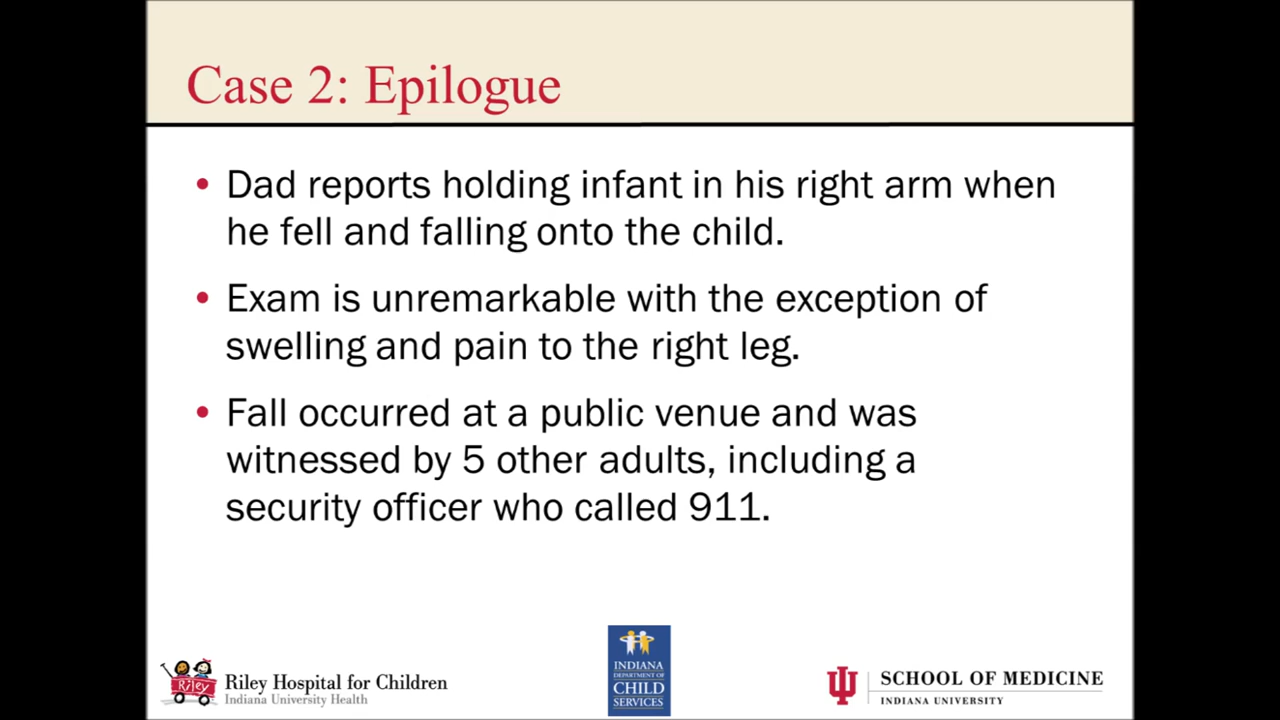 Case 2: Epilogue
• Dad reports holding infant in his right arm when
he fell and falling onto the child.
• Exam is unremarkable with the exception of
swelling and pain to the right leg.
• Fall occurred at a public venue and was
witnessed by 5 other adults, including a
security officer who called 911.
Riley
Riley Hospital for Children
Indiana University Health
INDIANA
DEPARTMENT OF
CHILD
SERVICES
SCHOOL OF MEDICINE
INDIANA UNIVERSITY